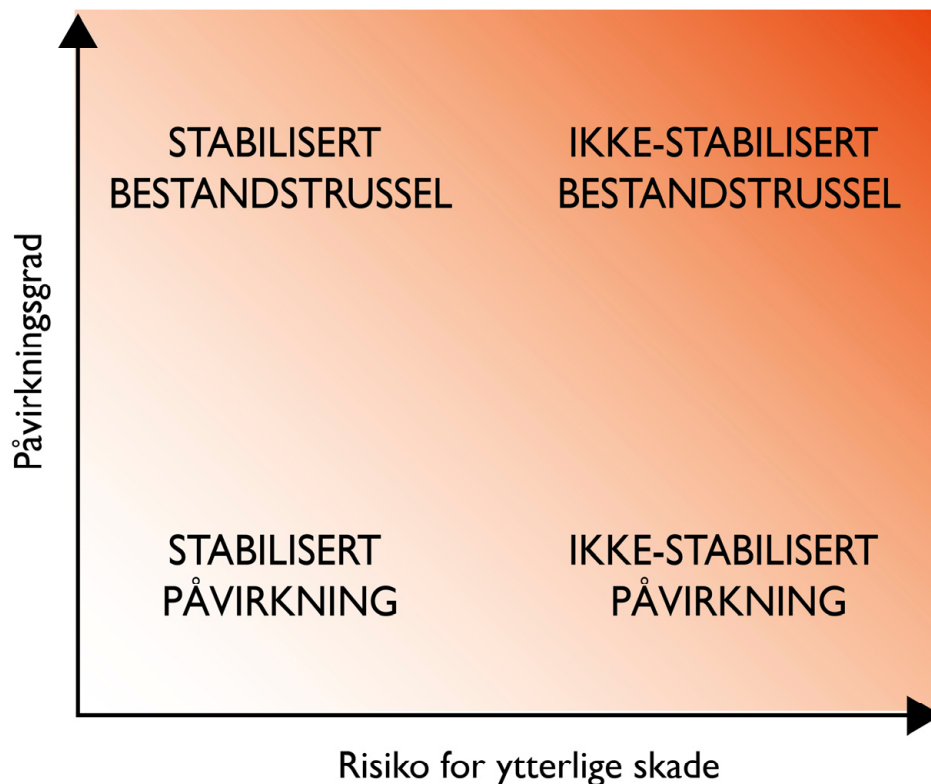 STABILISERT
BESTANDSTRUSSEL
IKKE-STABILISERT
BESTANDSTRUSSEL
Påvirkningsgrad
STABILISERT
PÅVIRKNING
IKKE-STABILISERT
PÅVIRKNING
Risiko for ytterlige skade